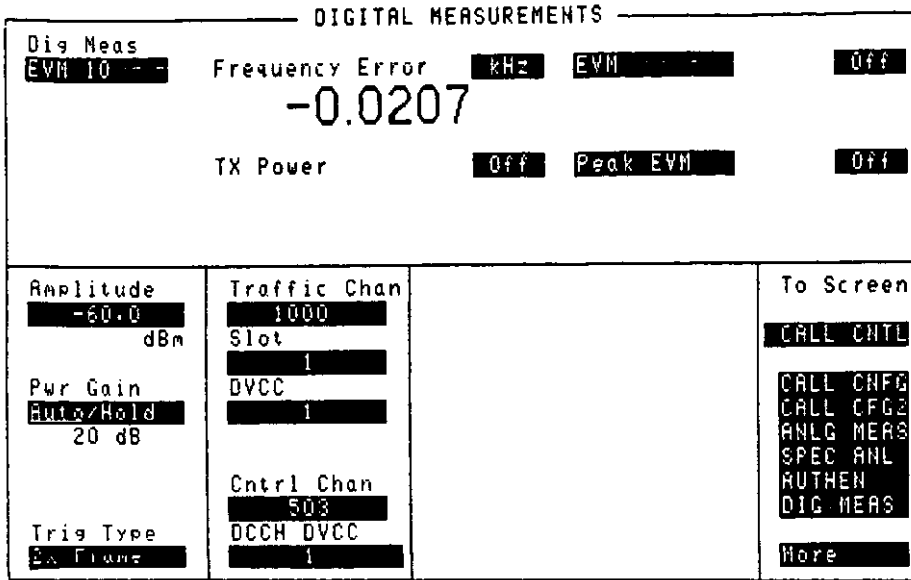 DIGITAL MEASUREMENTS
Dig Meas
EVM 10
Frequency Error kHz EVM Off
-0.0207
TX Power Off Peak EVM Off
Amplitude
-60.0
dBm
Pwr Gain
Auto/Hold
20 dB
Trig Type
2x Frame
Traffic Chan
1000
Slot
1
DVCC
1
Cntrl Chan
503
DCCH DVCC
1
To Screen
CALL CNTL
CALL CNFG
CALL CFG2
ANLG MEAS
SPEC ANL
AUTHEN
DIG MEAS
More